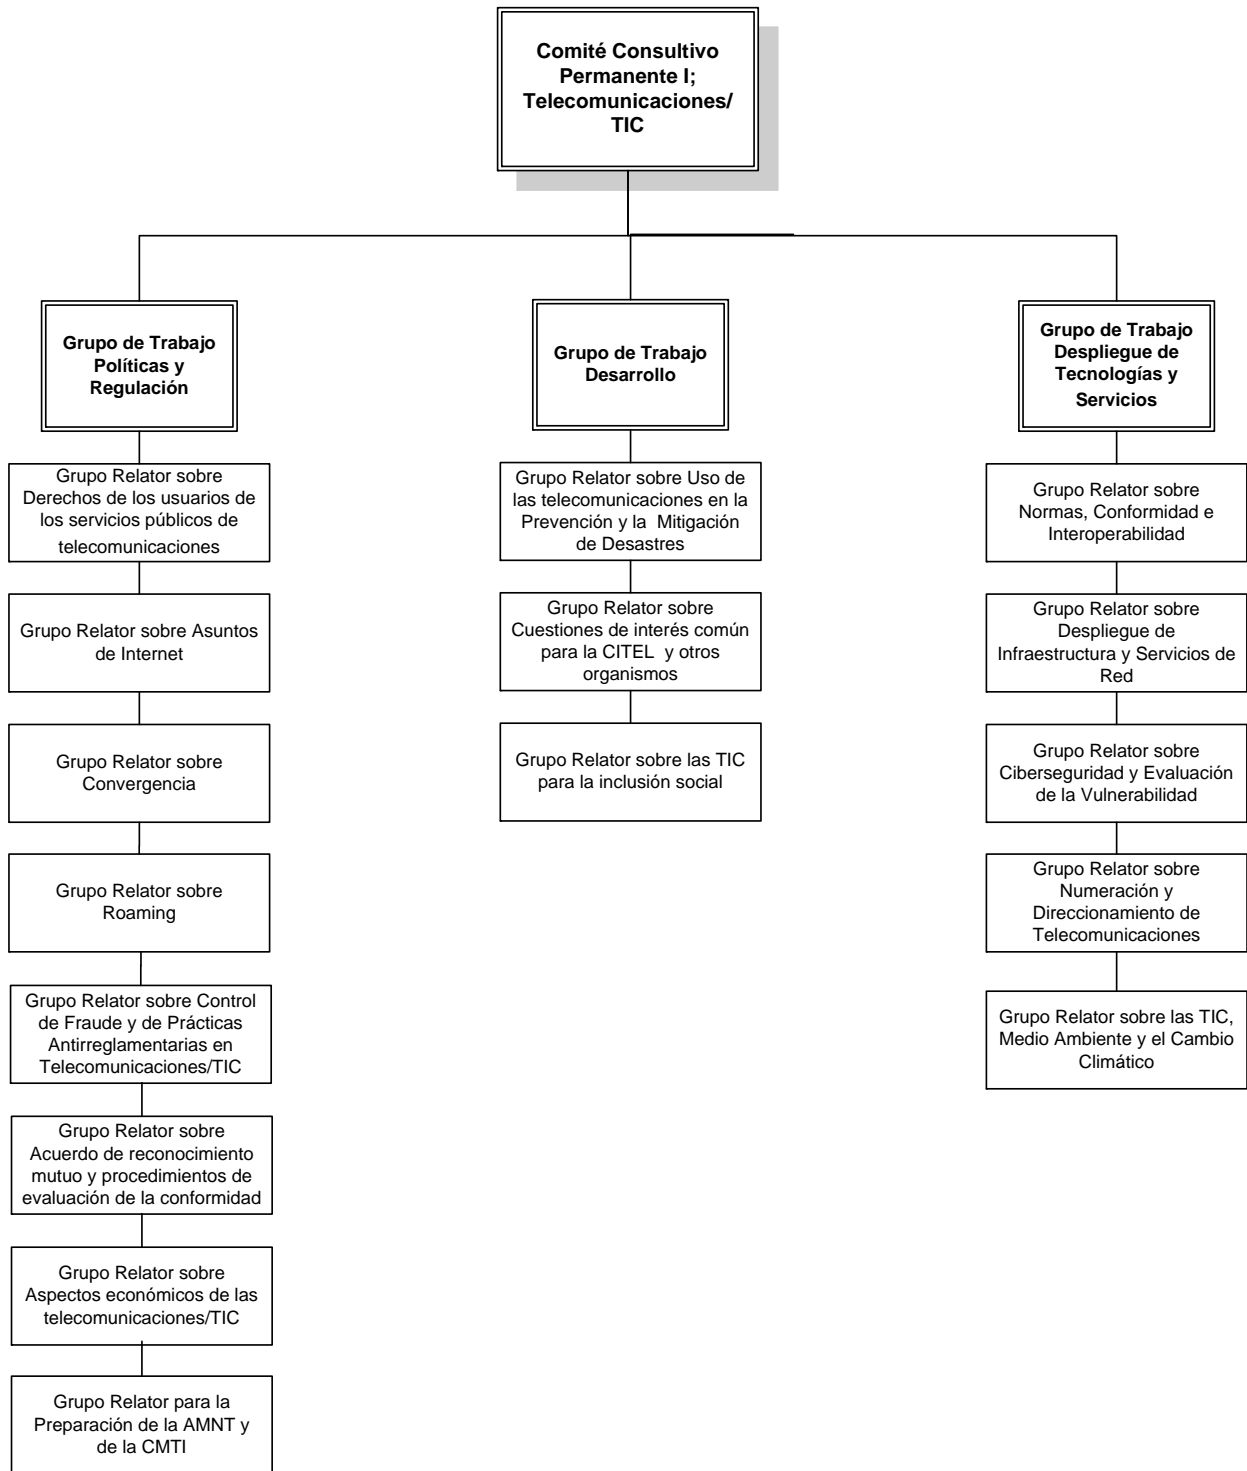 Comité Consultivo
Permanente I;
Telecomunicaciones/
TIC
Grupo de Trabajo
Políticas y
Regulación
Grupo Relator sobre
Derechos de los usuarios de
los servicios públicos de
telecomunicaciones
Grupo Relator sobre Asuntos
de Internet
Grupo Relator sobre
Convergencia
Grupo Relator sobre
Roaming
Grupo Relator sobre Control
de Fraude y de Prácticas
Antirreglamentarias en
Telecomunicaciones/TIC
Grupo Relator sobre
Acuerdo de reconocimiento
mutuo y procedimientos de
evaluación de la conformidad
Grupo Relator sobre
Aspectos económicos de las
telecomunicaciones/TIC
Grupo Relator para la
Preparación de la AMNT y
de la CMTI
Grupo de Trabajo
Desarrollo
Grupo Relator sobre Uso de
las telecomunicaciones en la
Prevención y la Mitigación
de Desastres
Grupo Relator sobre
Cuestiones de interés común
para la CITEL y otros
organismos
Grupo Relator sobre las TIC
para la inclusión social
Grupo de Trabajo
Despliegue de
Tecnologías y
Servicios
Grupo Relator sobre
Normas, Conformidad e
Interoperabilidad
Grupo Relator sobre
Despliegue de
Infraestructura y Servicios de
Red
Grupo Relator sobre
Ciberseguridad y Evaluación
de la Vulnerabilidad
Grupo Relator sobre
Numeración y
Direccionamiento de
Telecomunicaciones
Grupo Relator sobre las TIC,
Medio Ambiente y el Cambio
Climático